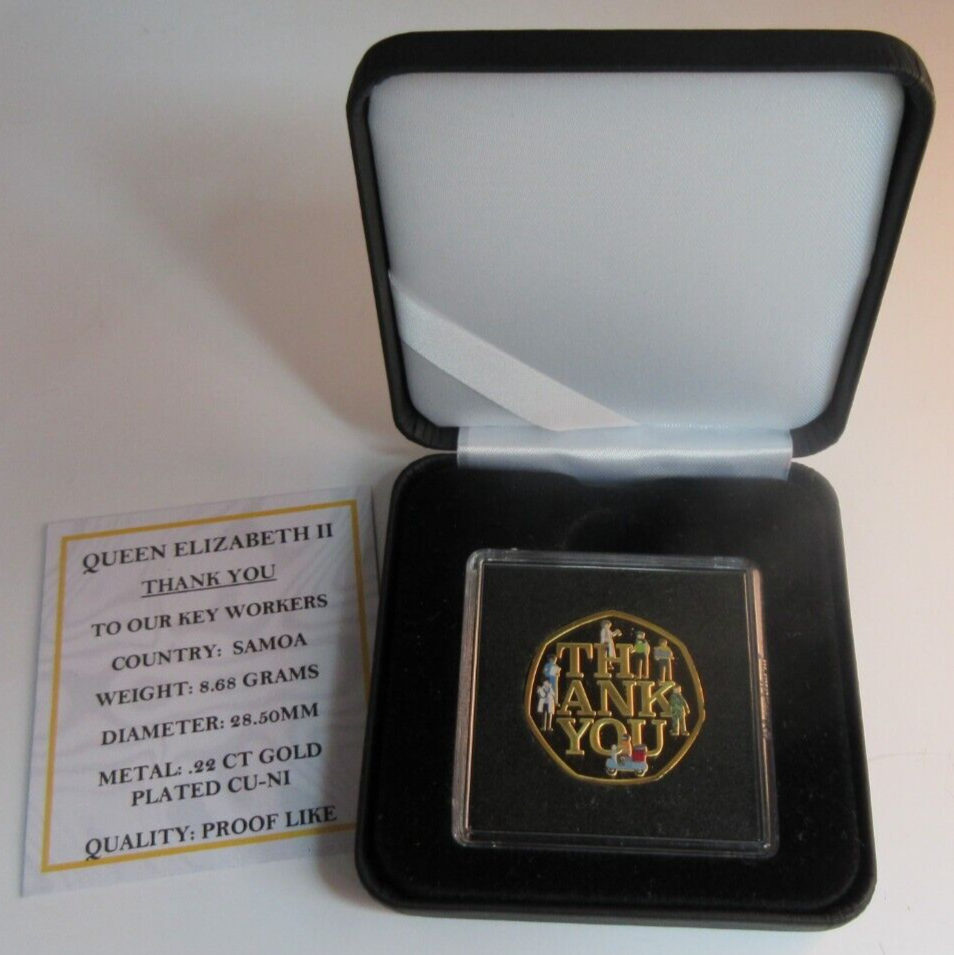 QUEEN ELIZABETH II
THANK YOU
TO OUR KEY WORKERS
COUNTRY: SAMOA
WEIGHT: 8.68 GRAMS
DIAMETER: 28.50MM
METAL: .22 CT GOLD
PLATED CU-NI
QUALITY: PROOF LIKE
TH
ANK
YOU